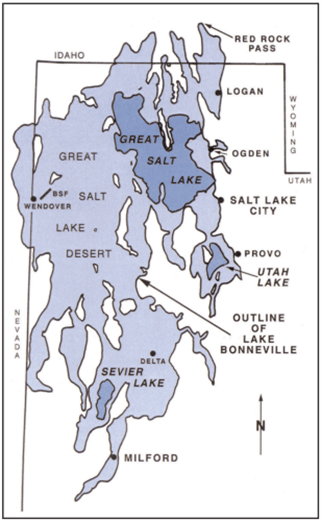 RED ROCK
PASS
IDAHO
LOGAN
WYOMING
GREAT
SALT
LAKE
OGDEN
GREAT
SALT
LAKE
DESERT
BSF
WENDOVER
UTAH
SALT LAKE
CITY
PROVO
UTAH
LAKE
OUTLINE
OF
LAKE
BONNEVILLE
NEVADA
DELTA
SEVIER
LAKE
N
MILFORD